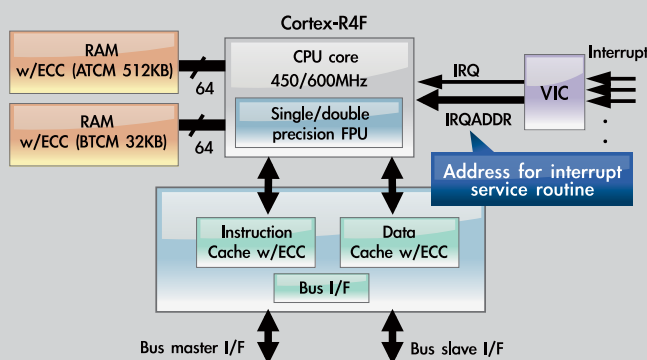 Cortex-R4F
RAM
w/ECC (ATCM 512KB)
64
RAM
w/ECC (BTCM 32KB)
64
CPU core
450/600MHz
Single/double
precision FPU
IRQ
IRQADDR
VIC
Interrupt
Address for interrupt
service routine
Instruction
Cache w/ECC
Data
Cache w/ECC
Bus I/F
Bus master I/F
Bus slave I/F